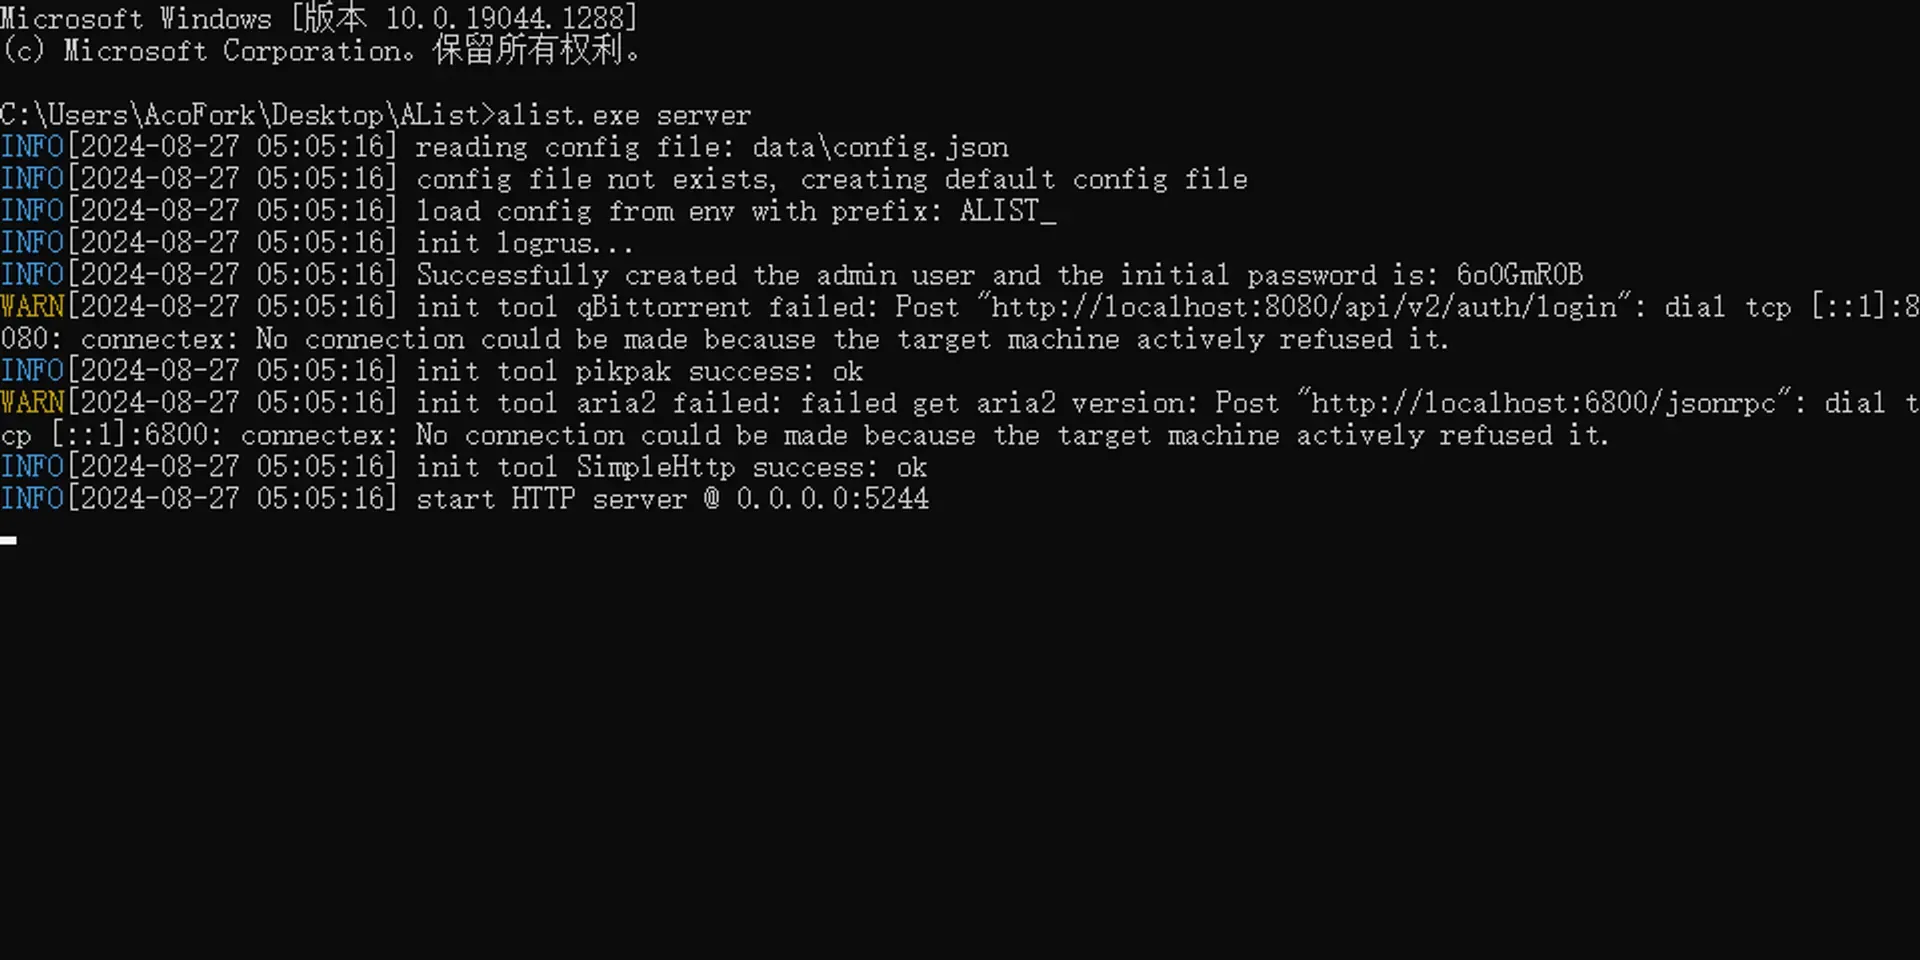 Microsoft Windows [版本 10.0.19044.1288]
(c) Microsoft Corporation。保留所有权利。
C:\Users\AcoFork\Desktop\AList>alist.exe server
INFO[2024-08-27 05:05:16] reading config file: data\config.json
INFO[2024-08-27 05:05:16] config file not exists, creating default config file
INFO[2024-08-27 05:05:16] load config from env with prefix: ALIST_
INFO[2024-08-27 05:05:16] init logrus...
INFO[2024-08-27 05:05:16] Successfully created the admin user and the initial password is: 6oOGmROB
WARN[2024-08-27 05:05:16] init tool qBittorrent failed: Post "http://localhost:8080/api/v2/auth/login": dial tcp [::1]:8
080: connectex: No connection could be made because the target machine actively refused it.
INFO[2024-08-27 05:05:16] init tool pikpak success: ok
WARN[2024-08-27 05:05:16] init tool aria2 failed: failed get aria2 version: Post "http://localhost:6800/jsonrpc": dial t
cp [::1]:6800: connectex: No connection could be made because the target machine actively refused it.
INFO[2024-08-27 05:05:16] init tool SimpleHttp success: ok
INFO[2024-08-27 05:05:16] start HTTP server @ 0.0.0.0:5244